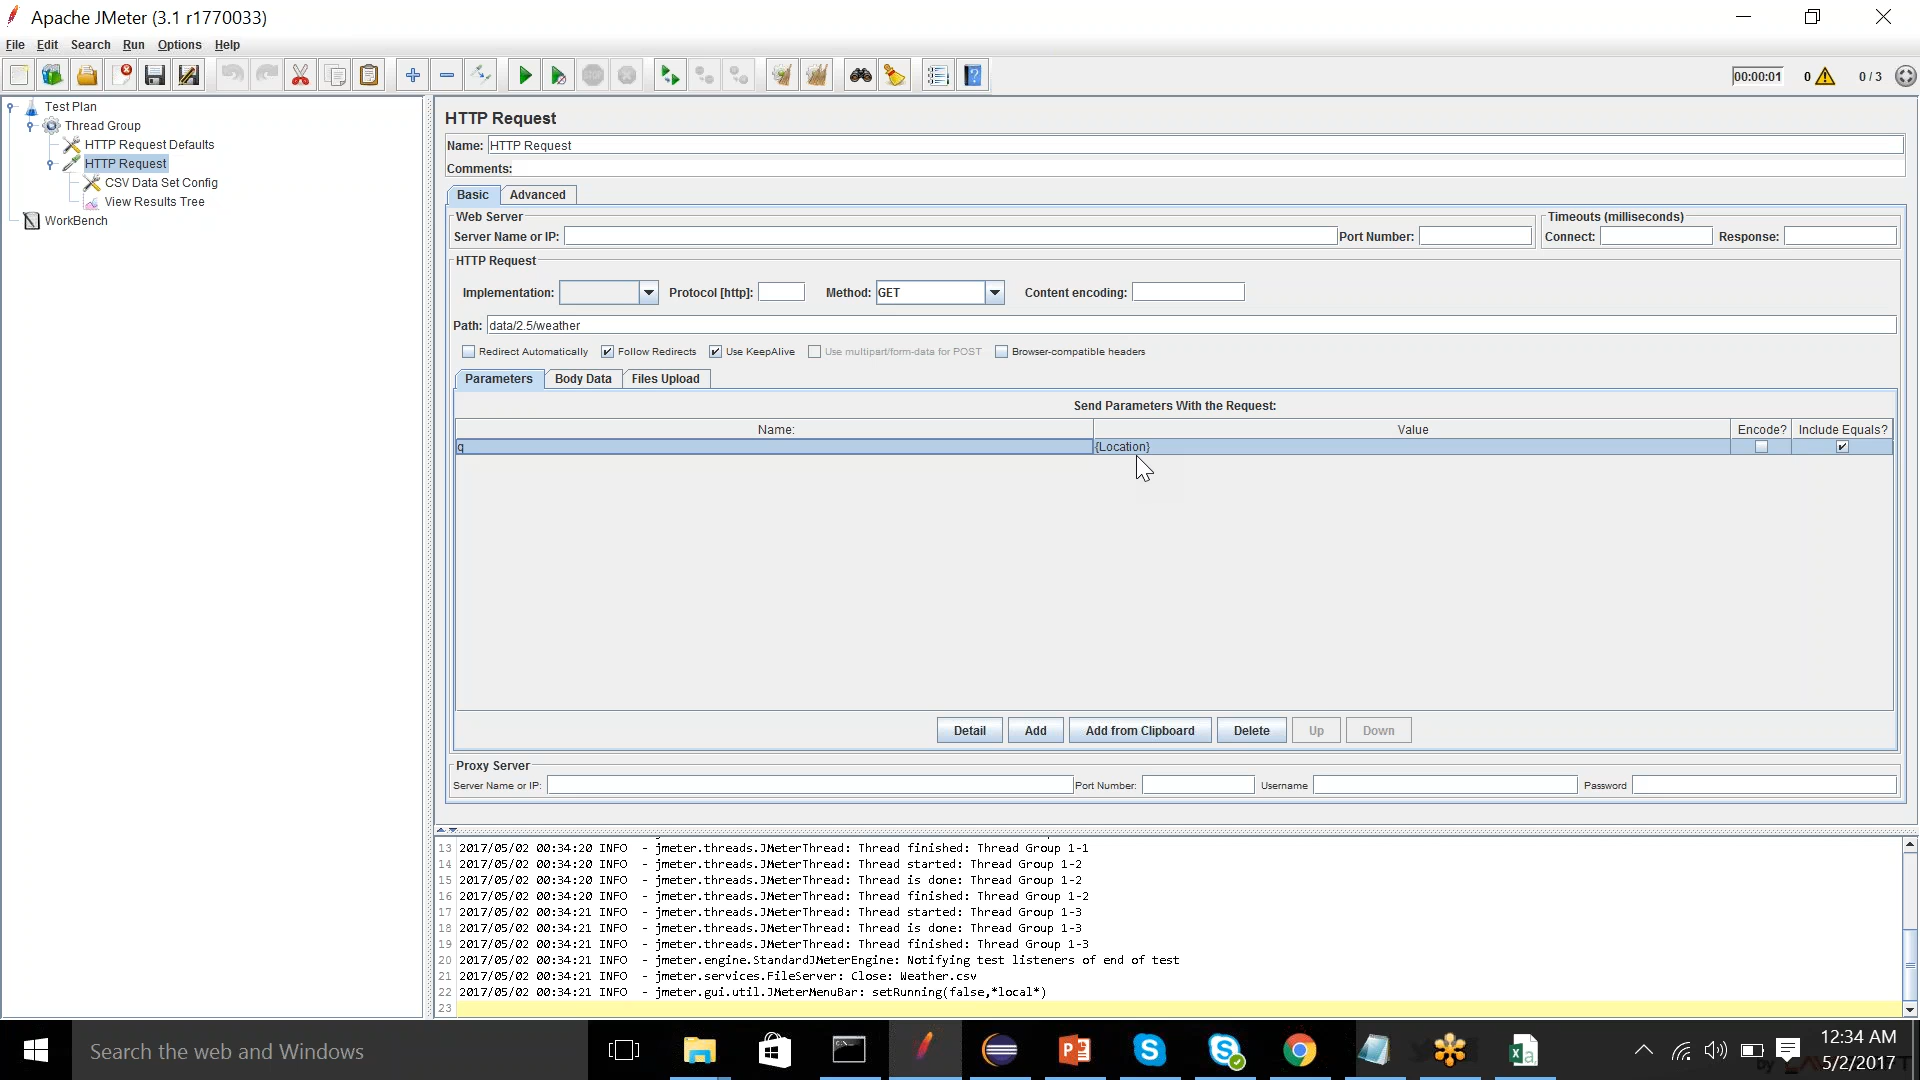 Apache JMeter (3.1 r1770033)
File Edit Search Run Options Help
00:00:01 0 0 / 3
Test Plan
Thread Group
HTTP Request Defaults
HTTP Request
CSV Data Set Config
View Results Tree
WorkBench
HTTP Request
Name: HTTP Request
Comments:
Basic Advanced
Web Server Timeouts (milliseconds)
Server Name or IP: Port Number: Connect: Response:
HTTP Request
Implementation: Protocol [http]: Method: GET Content encoding:
Path: data/2.5/weather
Redirect Automatically Follow Redirects Use KeepAlive Use multipart/form-data for POST Browser-compatible headers
Parameters Body Data Files Upload
Send Parameters With the Request:
Name: Value Encode? Include Equals?
q {Location}
Detail Add Add from Clipboard Delete Up Down
Proxy Server
Server Name or IP: Port Number: Username Password
13 2017/05/02 00:34:20 INFO - jmeter.threads.JMeterThread: Thread finished: Thread Group 1-1
14 2017/05/02 00:34:20 INFO - jmeter.threads.JMeterThread: Thread started: Thread Group 1-2
15 2017/05/02 00:34:20 INFO - jmeter.threads.JMeterThread: Thread is done: Thread Group 1-2
16 2017/05/02 00:34:20 INFO - jmeter.threads.JMeterThread: Thread finished: Thread Group 1-2
17 2017/05/02 00:34:21 INFO - jmeter.threads.JMeterThread: Thread started: Thread Group 1-3
18 2017/05/02 00:34:21 INFO - jmeter.threads.JMeterThread: Thread is done: Thread Group 1-3
19 2017/05/02 00:34:21 INFO - jmeter.threads.JMeterThread: Thread finished: Thread Group 1-3
20 2017/05/02 00:34:21 INFO - jmeter.engine.StandardJMeterEngine: Notifying test listeners of end of test
21 2017/05/02 00:34:21 INFO - jmeter.services.FileServer: Close: Weather.csv
22 2017/05/02 00:34:21 INFO - jmeter.gui.util.JMeterMenuBar: setRunning(false,*local*)
23
Search the web and Windows
12:34 AM
5/2/2017